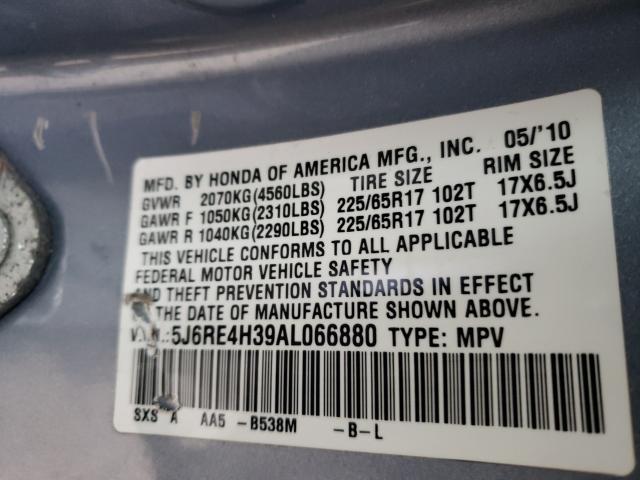 MFD. BY HONDA OF AMERICA MFG., INC. 05/'10
GVWR 2070KG(4560LBS) TIRE SIZE RIM SIZE
GAWR F 1050KG(2310LBS) 225/65R17 102T 17X6.5J
GAWR R 1040KG(2290LBS) 225/65R17 102T 17X6.5J
THIS VEHICLE CONFORMS TO ALL APPLICABLE
FEDERAL MOTOR VEHICLE SAFETY
AND THEFT PREVENTION STANDARDS IN EFFECT
THE DATE OF MANUFACTURE SHOWN ABOVE.
5J6RE4H39AL066880 TYPE: MPV
SXS A AA5 -B538M -B-L